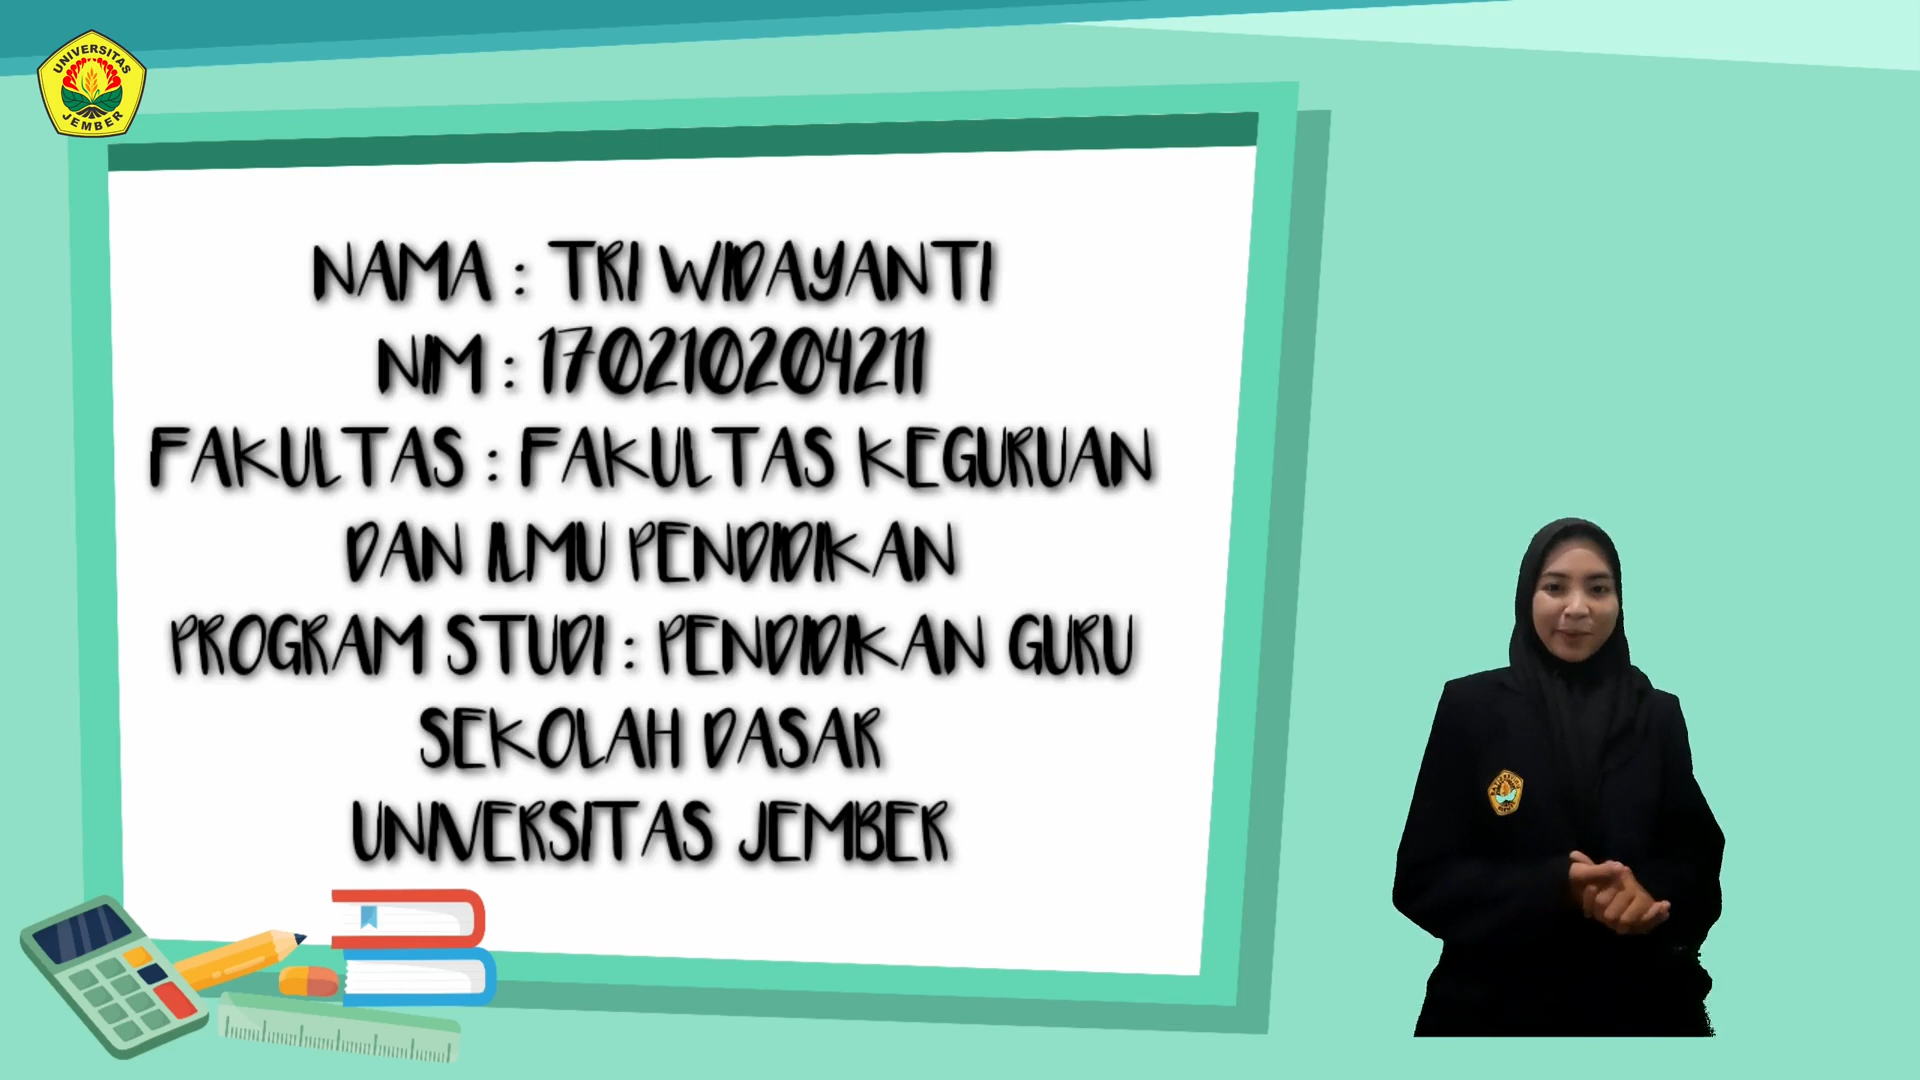 UNIVERSITAS
JEMBER
NAMA : TRI WIDAYANTI
NIM : 170210204211
FAKULTAS : FAKULTAS KEGURUAN
DAN ILMU PENDIDIKAN
PROGRAM STUDI : PENDIDIKAN GURU
SEKOLAH DASAR
UNIVERSITAS JEMBER